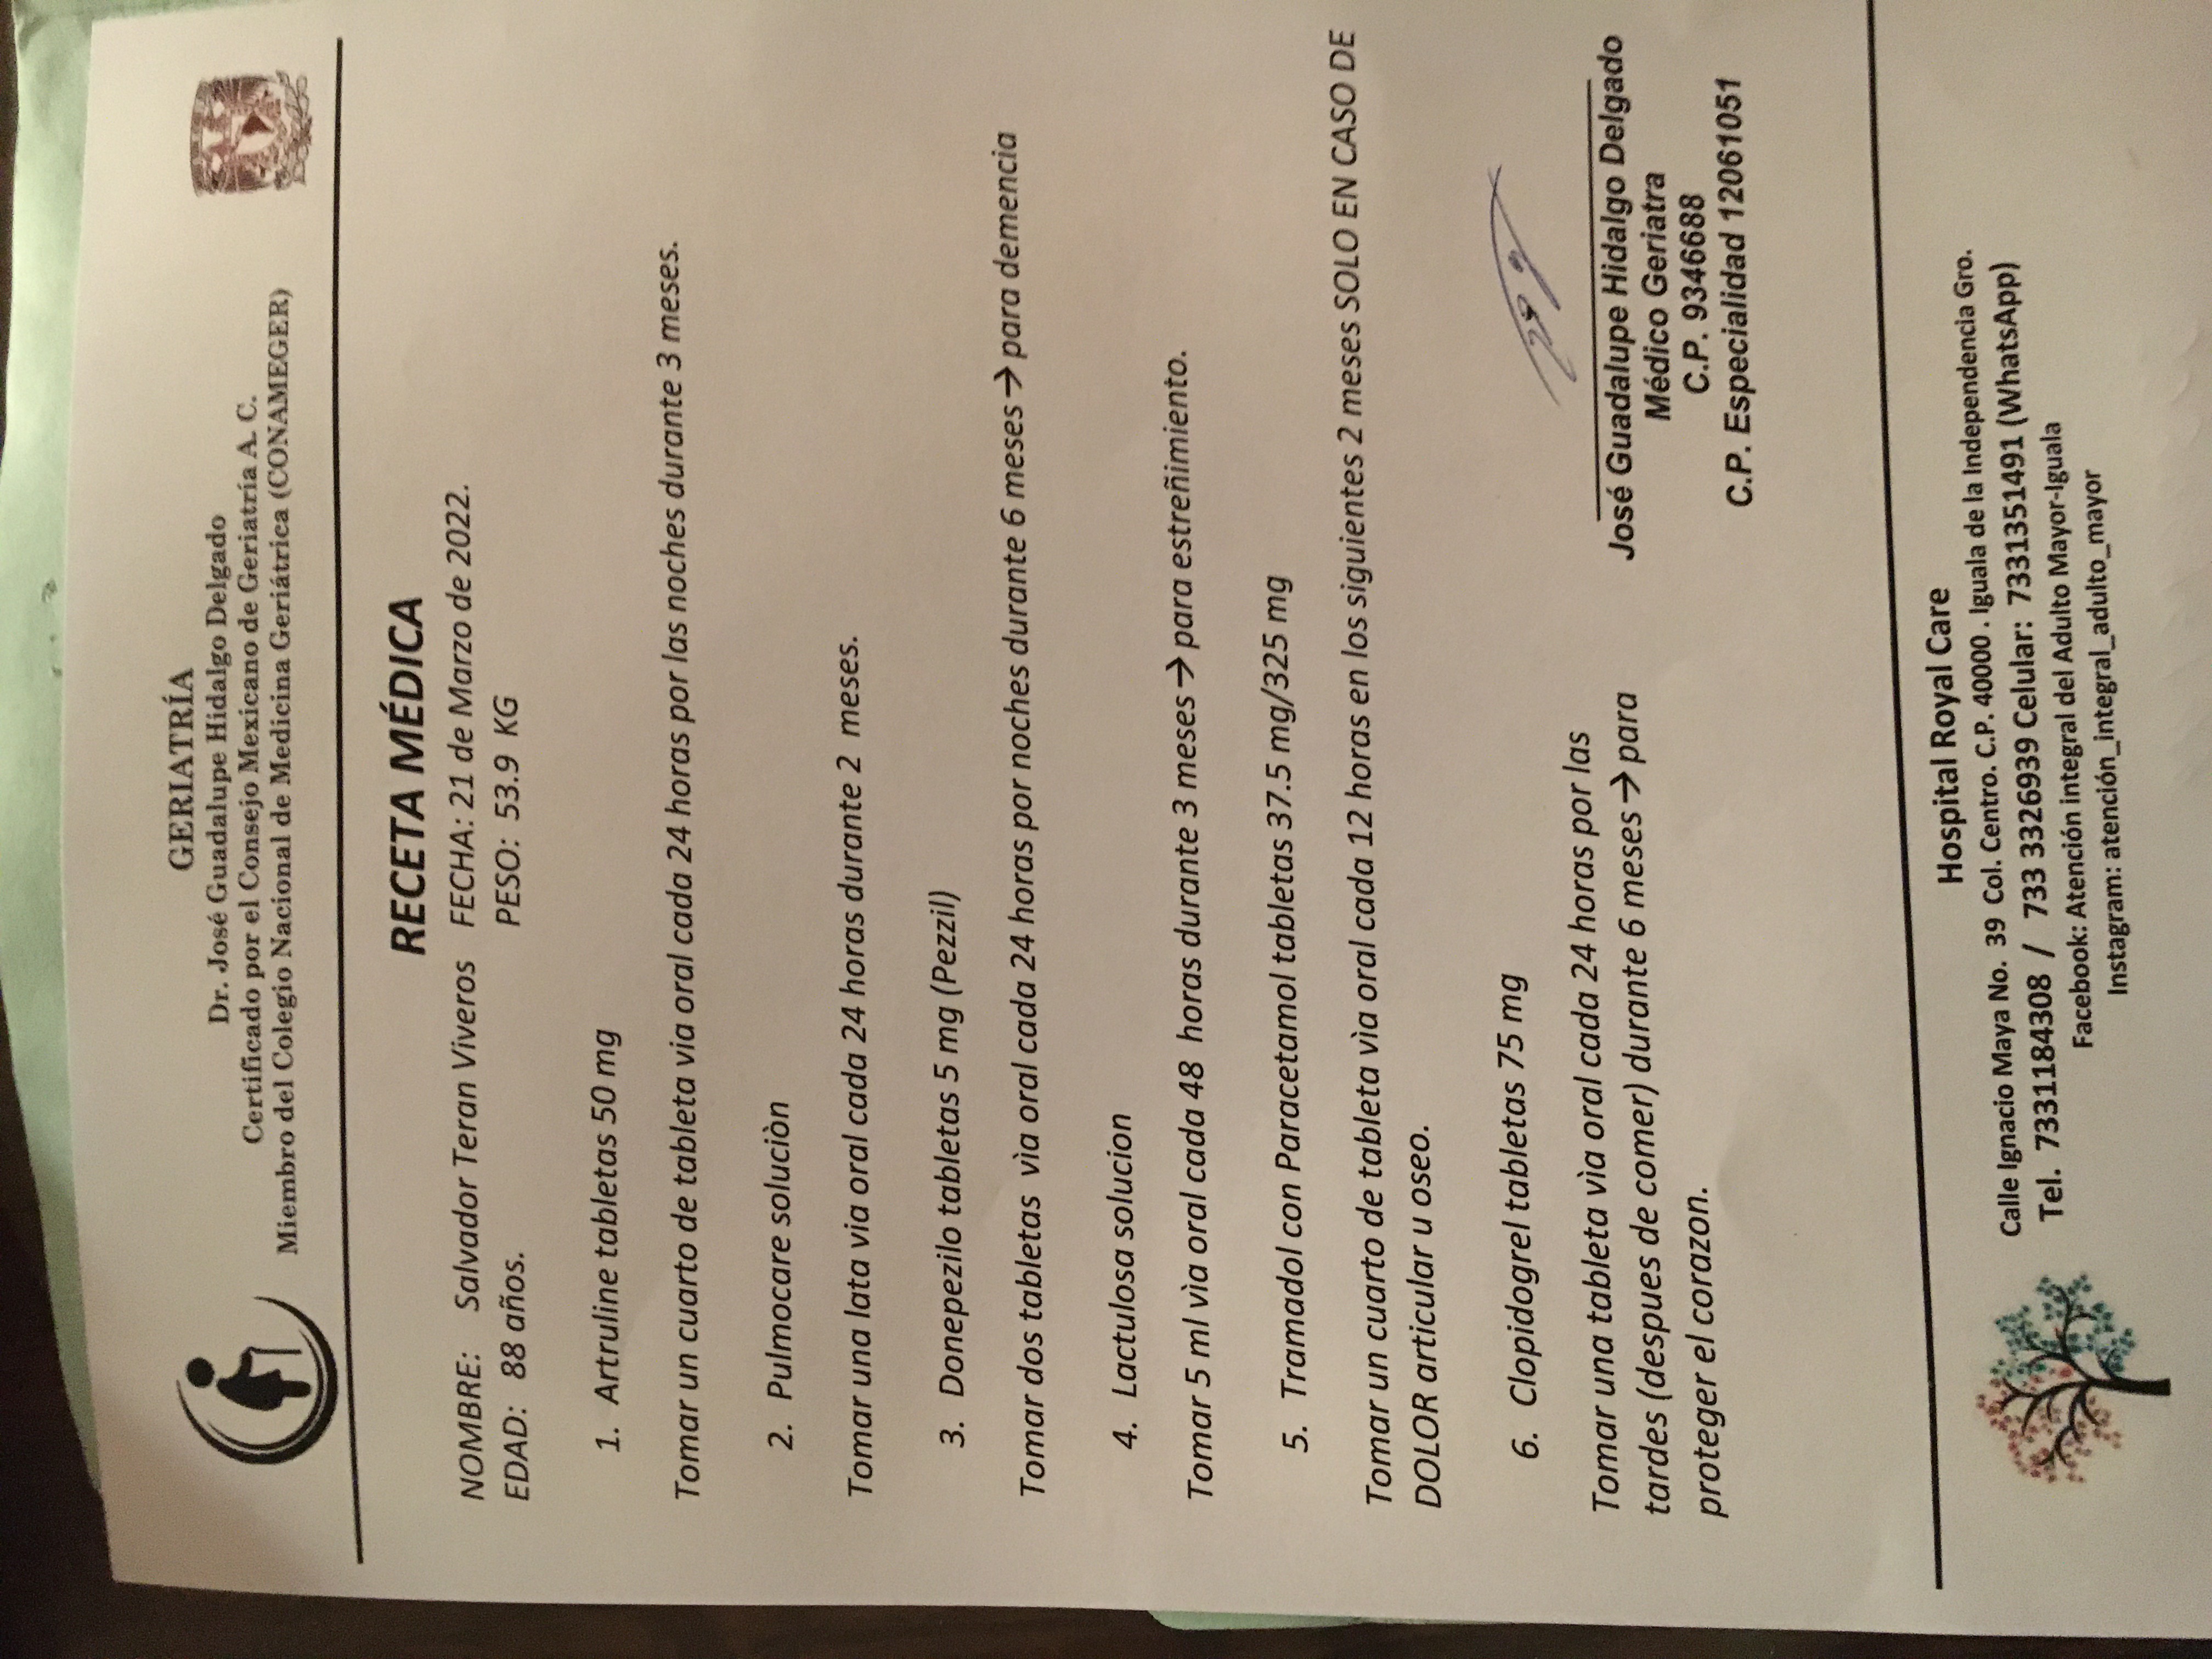 GERIATRÍA
Dr. José Guadalupe Hidalgo Delgado
Certificado por el Consejo Mexicano de Geriatría A. C.
Miembro del Colegio Nacional de Medicina Geriátrica (CONAMEGER)
RECETA MÉDICA
NOMBRE: Salvador Teran Viveros FECHA: 21 de Marzo de 2022.
EDAD: 88 años. PESO: 53.9 KG
1. Artruline tabletas 50 mg
Tomar un cuarto de tableta via oral cada 24 horas por las noches durante 3 meses.
2. Pulmocare soluciòn
Tomar una lata via oral cada 24 horas durante 2 meses.
3. Donepezilo tabletas 5 mg (Pezzil)
Tomar dos tabletas vìa oral cada 24 horas por noches durante 6 meses→para demencia
4. Lactulosa solucion
Tomar 5 ml vìa oral cada 48 horas durante 3 meses→para estreñimiento.
5. Tramadol con Paracetamol tabletas 37.5 mg/325 mg
Tomar un cuarto de tableta vìa oral cada 12 horas en los siguientes 2 meses SOLO EN CASO DE
DOLOR articular u oseo.
6. Clopidogrel tabletas 75 mg
Tomar una tableta vìa oral cada 24 horas por las
tardes (despues de comer) durante 6 meses→para
proteger el corazon.
José Guadalupe Hidalgo Delgado
Médico Geriatra
C.P. 9346688
C.P. Especialidad 12061051
Hospital Royal Care
Calle Ignacio Maya No. 39 Col. Centro. C.P. 40000 . Iguala de la Independencia Gro.
Tel. 7331184308 / 733 3326939 Celular: 7331351491 (WhatsApp)
Facebook: Atención integral del Adulto Mayor-Iguala
Instagram: atención_integral_adulto_mayor